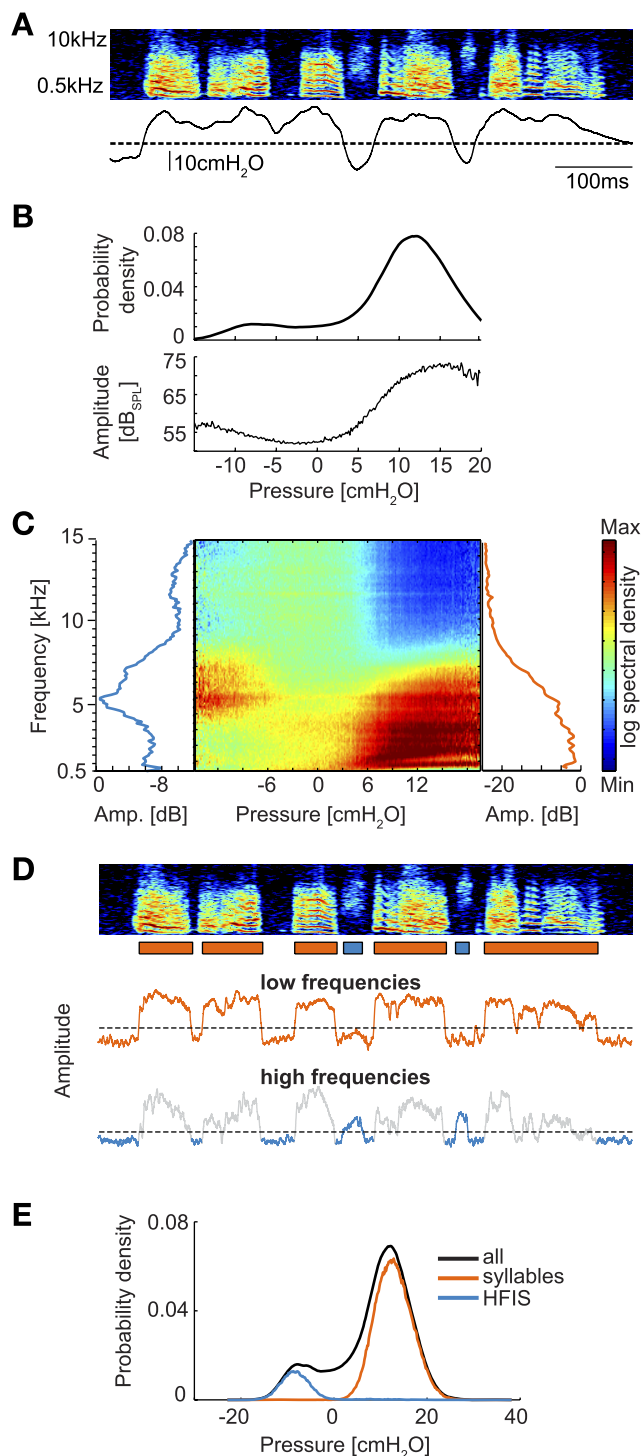 A
10kHz
0.5kHz
10cmH2O
100ms
B
0.08
0.04
0
Probability
density
75
65
55
Amplitude
[dBSPL]
-10 -5 0 5 10 15 20
Pressure [cmH2O]
C
15
10
5
0.5
Frequency [kHz]
0 -8
Amp. [dB]
-6 0 6 12
Pressure [cmH2O]
-20 0
Amp. [dB]
Max
log spectral density
Min
D
low frequencies
high frequencies
Amplitude
E
0.08
0.04
0
Probability density
all
syllables
HFIS
-20 0 20 40
Pressure [cmH2O]